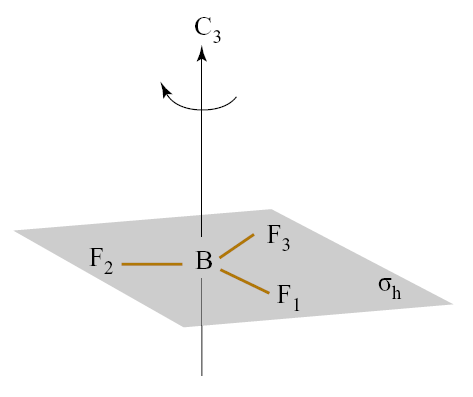 C₃
F₂ B F₃
F₁ σₕ